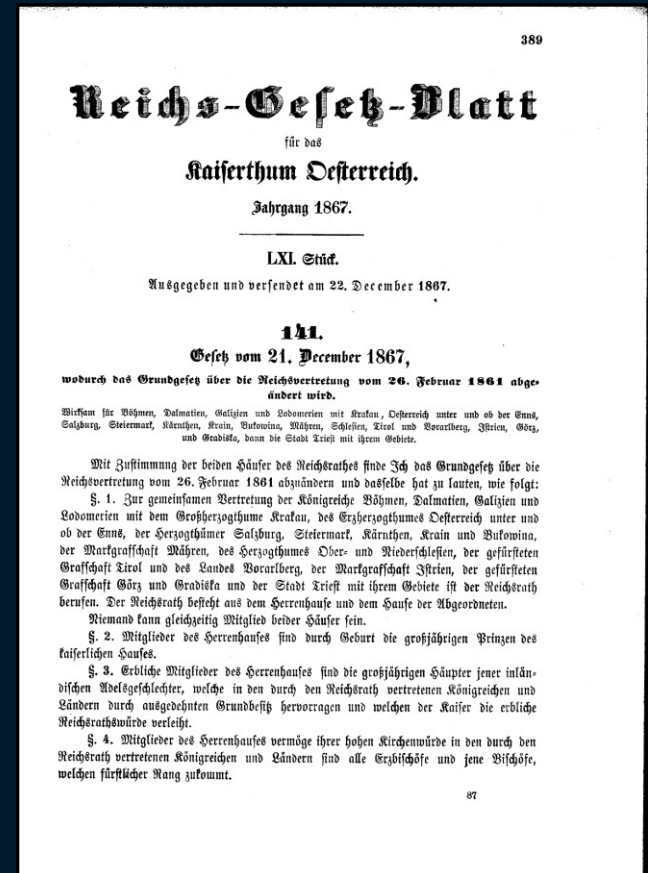 389
Reichs-Gesetz-Blatt
für das
Kaiserthum Oesterreich.
Jahrgang 1867.
LXI. Stück.
Ausgegeben und versendet am 22. December 1867.
141.
Gesetz vom 21. December 1867,
wodurch das Grundgesetz über die Reichsvertretung vom 26. Februar 1861 abge-
ändert wird.
Wirksam für Böhmen, Dalmatien, Galizien und Lodomerien mit Krakau, Oesterreich unter und ob der Enns,
Salzburg, Steiermark, Kärnthen, Krain, Bukowina, Mähren, Schlesien, Tirol und Vorarlberg, Istrien, Görz,
und Gradiska, dann die Stadt Triest mit ihrem Gebiete.
Mit Zustimmnng der beiden Häuser des Reichsrathes finde Ich das Grundgesetz über die
Reichsvertretung vom 26. Februar 1861 abzuändern und dasselbe hat zu lauten, wie folgt:
§. 1. Zur gemeinsamen Vertretung der Königreiche Böhmen, Dalmatien, Galizien und
Lodomerien mit dem Großherzogthume Krakau, des Erzherzogthumes Oesterreich unter und
ob der Enns, der Herzogthümer Salzburg, Steiermark, Kärnthen, Krain und Bukowina,
der Markgrafschaft Mähren, des Herzogthumes Ober- und Niederschlesien, der gefürsteten
Grafschaft Tirol und des Landes Vorarlberg, der Markgrafschaft Istrien, der gefürsteten
Grafschaft Görz und Gradiska und der Stadt Triest mit ihrem Gebiete ist der Reichsrath
berufen. Der Reichsrath besteht aus dem Herrenhause und dem Hause der Abgeordneten.
Niemand kann gleichzeitig Mitglied beider Häuser sein.
§. 2. Mitglieder des Herrenhauses sind durch Geburt die großjährigen Prinzen des
kaiserlichen Hauses.
§. 3. Erbliche Mitglieder des Herrenhauses sind die großjährigen Häupter jener inlän-
dischen Adelsgeschlechter, welche in den durch den Reichsrath vertretenen Königreichen und
Ländern durch ausgedehnten Grundbesitz hervorragen und welchen der Kaiser die erbliche
Reichsrathswürde verleiht.
§. 4. Mitglieder des Herrenhauses vermöge ihrer hohen Kirchenwürde in den durch den
Reichsrath vertretenen Königreichen und Ländern sind alle Erzbischöfe und jene Bischöfe,
welchen fürstlicher Rang zukommt.
87